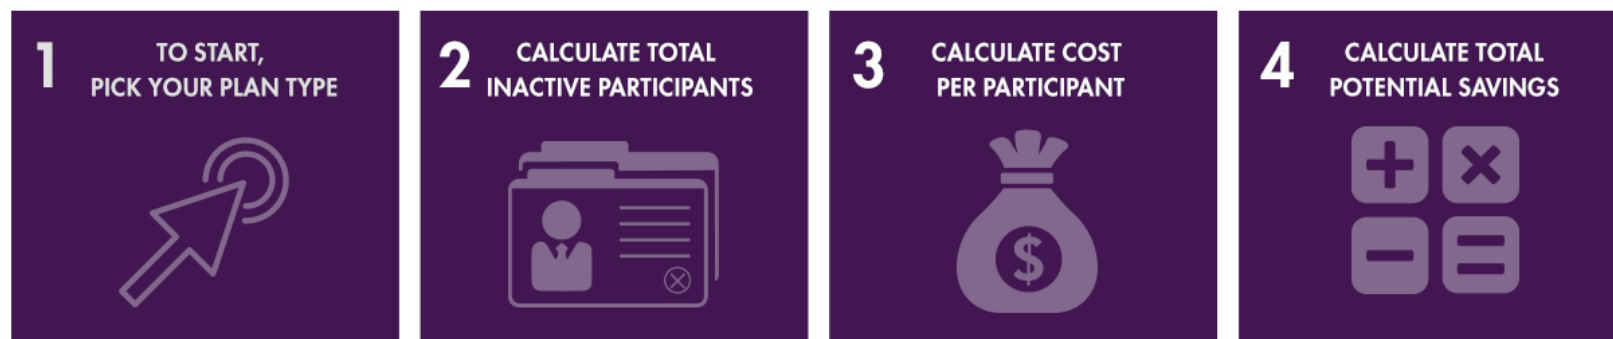 1
TO START,
PICK YOUR PLAN TYPE
2
CALCULATE TOTAL
INACTIVE PARTICIPANTS
3
CALCULATE COST
PER PARTICIPANT
$
4
CALCULATE TOTAL
POTENTIAL SAVINGS
+ ×
− =